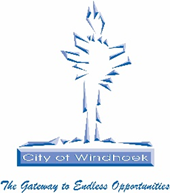 City of Windhoek
The Gateway to Endless Opportunities